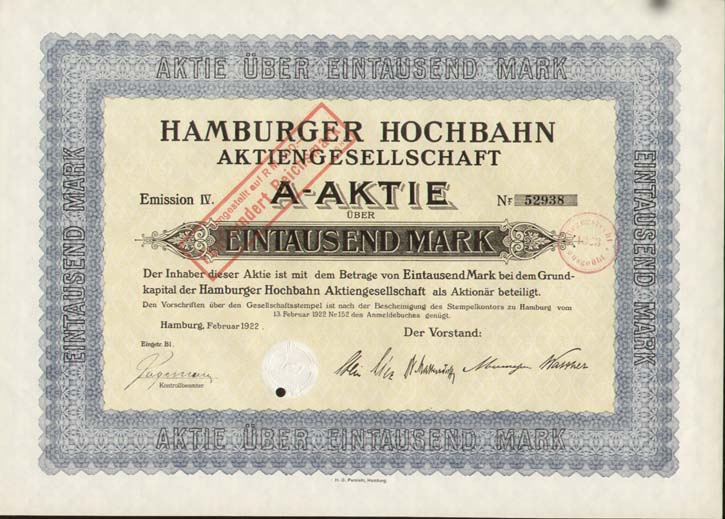 AKTIE ÜBER EINTAUSEND MARK
HAMBURGER HOCHBAHN
AKTIENGESELLSCHAFT
Emission IV.
A-AKTIE
Nr 52938
ÜBER
EINTAUSEND MARK
Der Inhaber dieser Aktie ist mit dem Betrage von Eintausend Mark bei dem Grund-
kapital der Hamburger Hochbahn Aktiengesellschaft als Aktionär beteiligt.
Den Vorschriften über den Gesellschaftsstempel ist nach der Bescheinigung des Stempelkontors zu Hamburg vom
13. Februar 1922 Nr. 152 des Anmeldebuches genügt.
Hamburg, Februar 1922.
Der Vorstand:
Eingetr. Bl.
Kontrollbeamter
EINTAUSEND MARK
EINTAUSEND MARK
AKTIE ÜBER EINTAUSEND MARK
Hamburg.